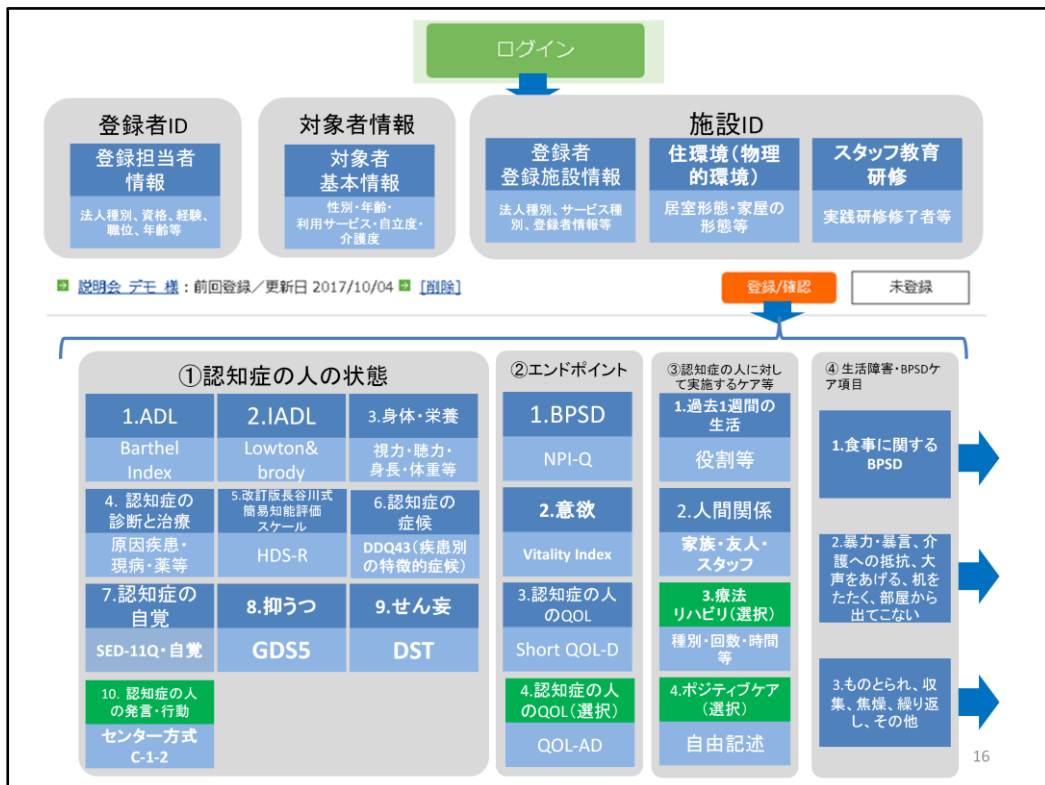 ログイン
登録者ID
登録担当者
情報
法人種別、資格、経験、
職位、年齢等
対象者情報
対象者
基本情報
性別・年齢・
利用サービス・自立度・
介護度
施設ID
登録者
登録施設情報
法人種別、サービス種
別、登録者情報等
住環境(物理
的環境)
居室形態・家屋の
形態等
スタッフ教育
研修
実践研修修了者等
説明会 デモ 様:前回登録/更新日 2017/10/04 [削除]
登録/確認
未登録
①認知症の人の状態
1.ADL
Barthel
Index
2.IADL
Lowton&
brody
3.身体・栄養
視力・聴力・
身長・体重等
4. 認知症の
診断と治療
原因疾患・
現病・薬等
5.改訂版長谷川式
簡易知能評価
スケール
HDS-R
6.認知症の
症候
DDQ43(疾患別
の特徴的症候)
7.認知症の
自覚
SED-11Q・自覚
8.抑うつ
GDS5
9.せん妄
DST
10. 認知症の人
の発言・行動
センター方式
C-1-2
②エンドポイント
1.BPSD
NPI-Q
2.意欲
Vitality Index
3.認知症の人
のQOL
Short QOL-D
4.認知症の人
のQOL(選択)
QOL-AD
③認知症の人に対し
て実施するケア等
1.過去1週間の
生活
役割等
2.人間関係
家族・友人・
スタッフ
3.療法
リハビリ(選択)
種別・回数・時間
等
4.ポジティブケア
(選択)
自由記述
④ 生活障害・BPSDケ
ア項目
1.食事に関する
BPSD
2.暴力・暴言、介
護への抵抗、大
声をあげる、机を
たたく、部屋から
出てこない
3.ものとられ、収
集、焦燥、繰り返
し、その他
16